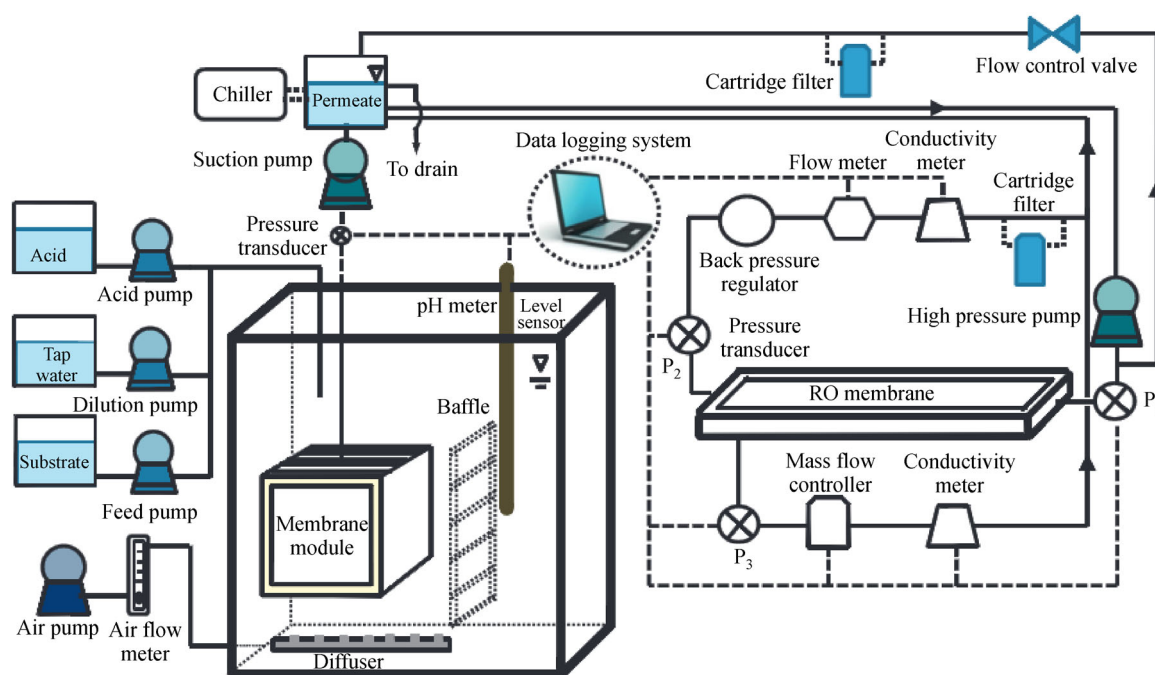 Chiller
Permeate
Suction pump
To drain
Cartridge filter
Flow control valve
Data logging system
Flow meter
Conductivity
meter
Cartridge
filter
Pressure
transducer
Back pressure
regulator
High pressure pump
Acid
Acid pump
Tap
water
Dilution pump
Substrate
Feed pump
Air pump
Air flow
meter
pH meter
Level
sensor
Baffle
Membrane
module
Diffuser
P2
Pressure
transducer
RO membrane
P
Mass flow
controller
Conductivity
meter
P3